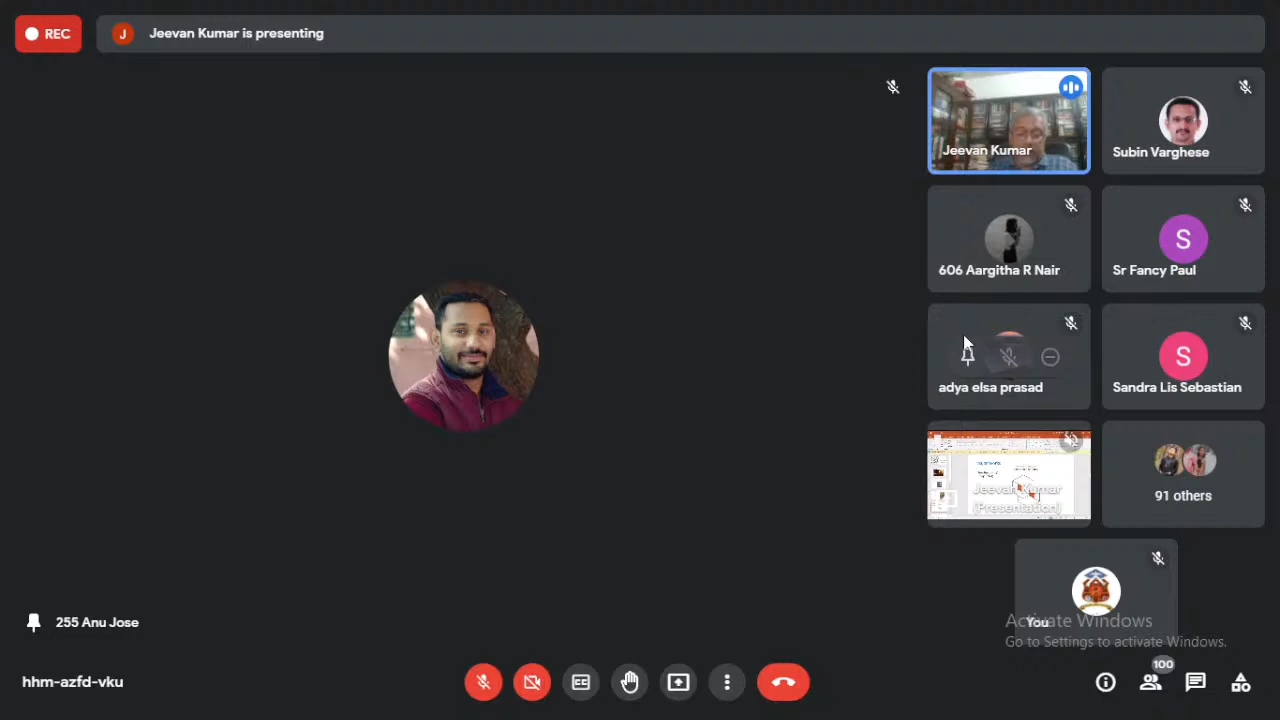 REC
J
Jeevan Kumar is presenting
Jeevan Kumar
Subin Varghese
606 Aargitha R Nair
S
Sr Fancy Paul
adya elsa prasad
S
Sandra Lis Sebastian
Jeevan Kumar
(Presentation)
91 others
You
255 Anu Jose
Activate Windows
Go to Settings to activate Windows.
hhm-azfd-vku
CC
100